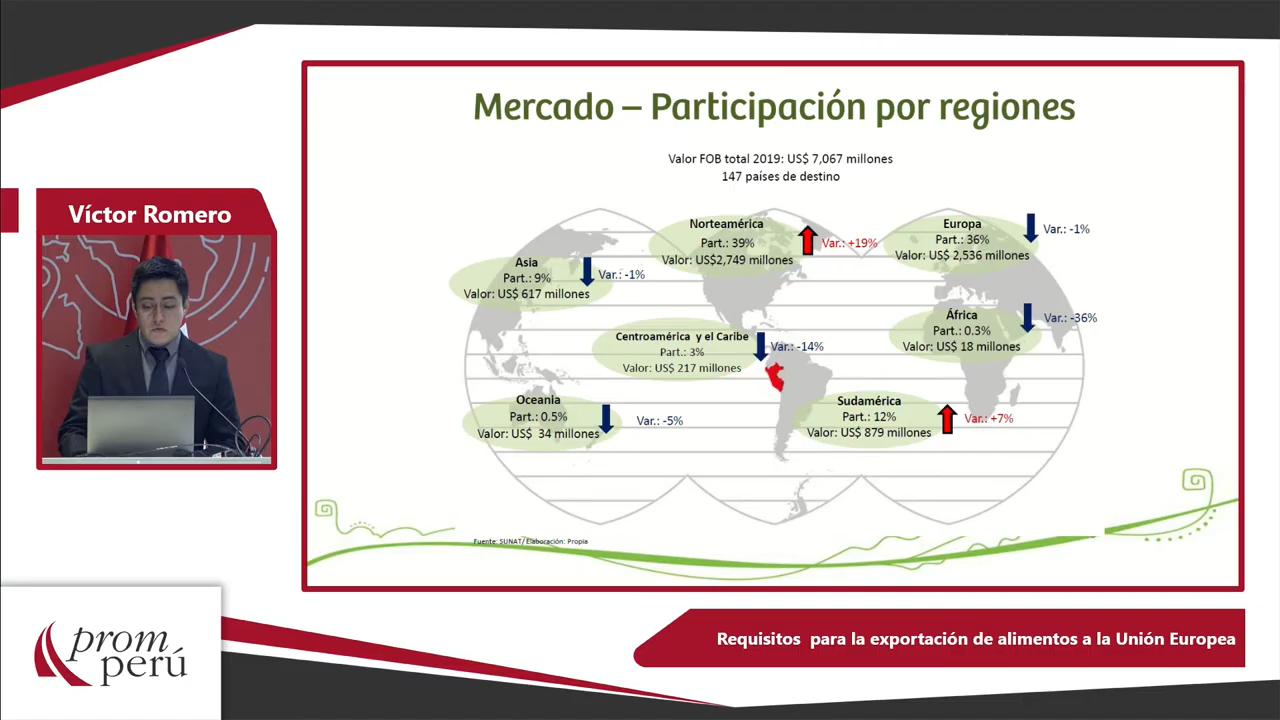 Mercado – Participación por regiones
Valor FOB total 2019: US$ 7,067 millones
147 países de destino
Víctor Romero
Norteamérica
Part.: 39%
Valor: US$2,749 millones
Var.: +19%
Europa
Part.: 36%
Valor: US$ 2,536 millones
Var.: -1%
Asia
Part.: 9%
Valor: US$ 617 millones
Var.: -1%
África
Part.: 0.3%
Valor: US$ 18 millones
Var.: -36%
Centroamérica y el Caribe
Part.: 3%
Valor: US$ 217 millones
Var.: -14%
Oceania
Part.: 0.5%
Valor: US$ 34 millones
Var.: -5%
Sudamérica
Part.: 12%
Valor: US$ 879 millones
Var.: +7%
Fuente: SUNAT/Elaboración: Propia
prom
perú
Requisitos para la exportación de alimentos a la Unión Europea